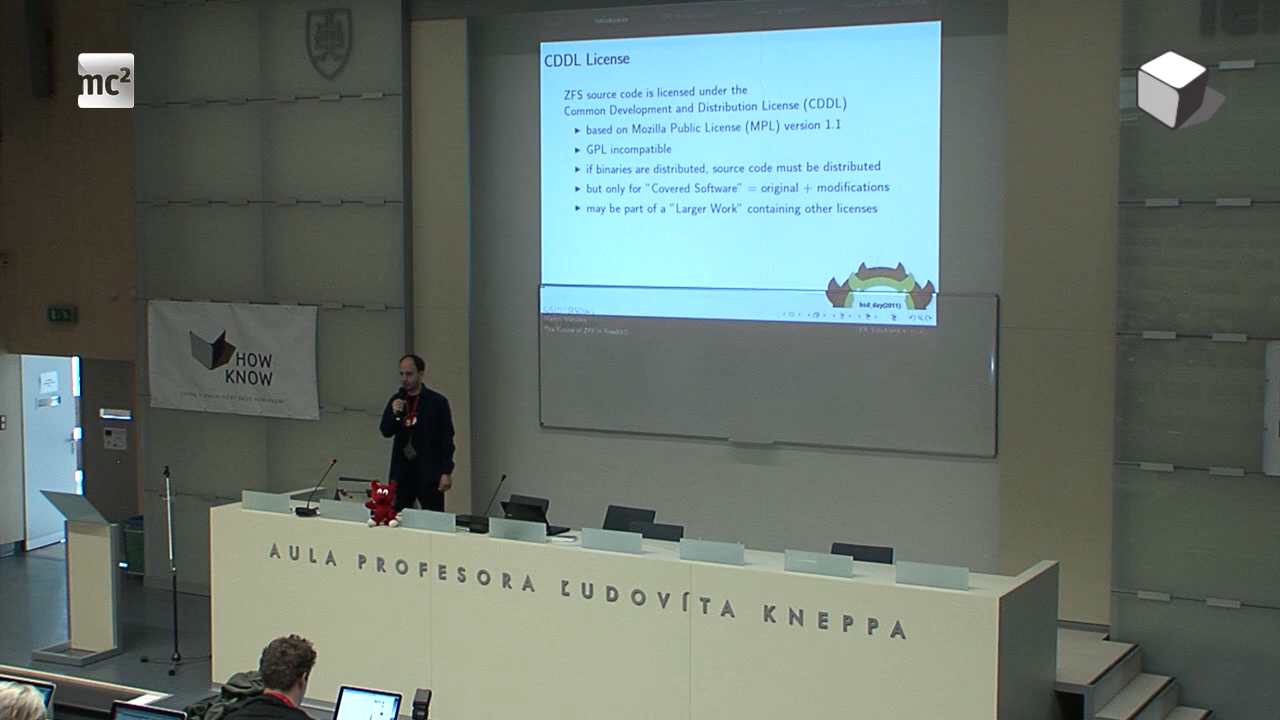 mc²
Introduction
CDDL License
ZFS source code is licensed under the
Common Development and Distribution License (CDDL)
based on Mozilla Public License (MPL) version 1.1
GPL incompatible
if binaries are distributed, source code must be distributed
but only for "Covered Software" = original + modifications
may be part of a "Larger Work" containing other licenses
bsd_day(2011)
The Future of ZFS in FreeBSD
HOW
KNOW
AULA PROFESORA ĽUDOVÍTA KNEPPA